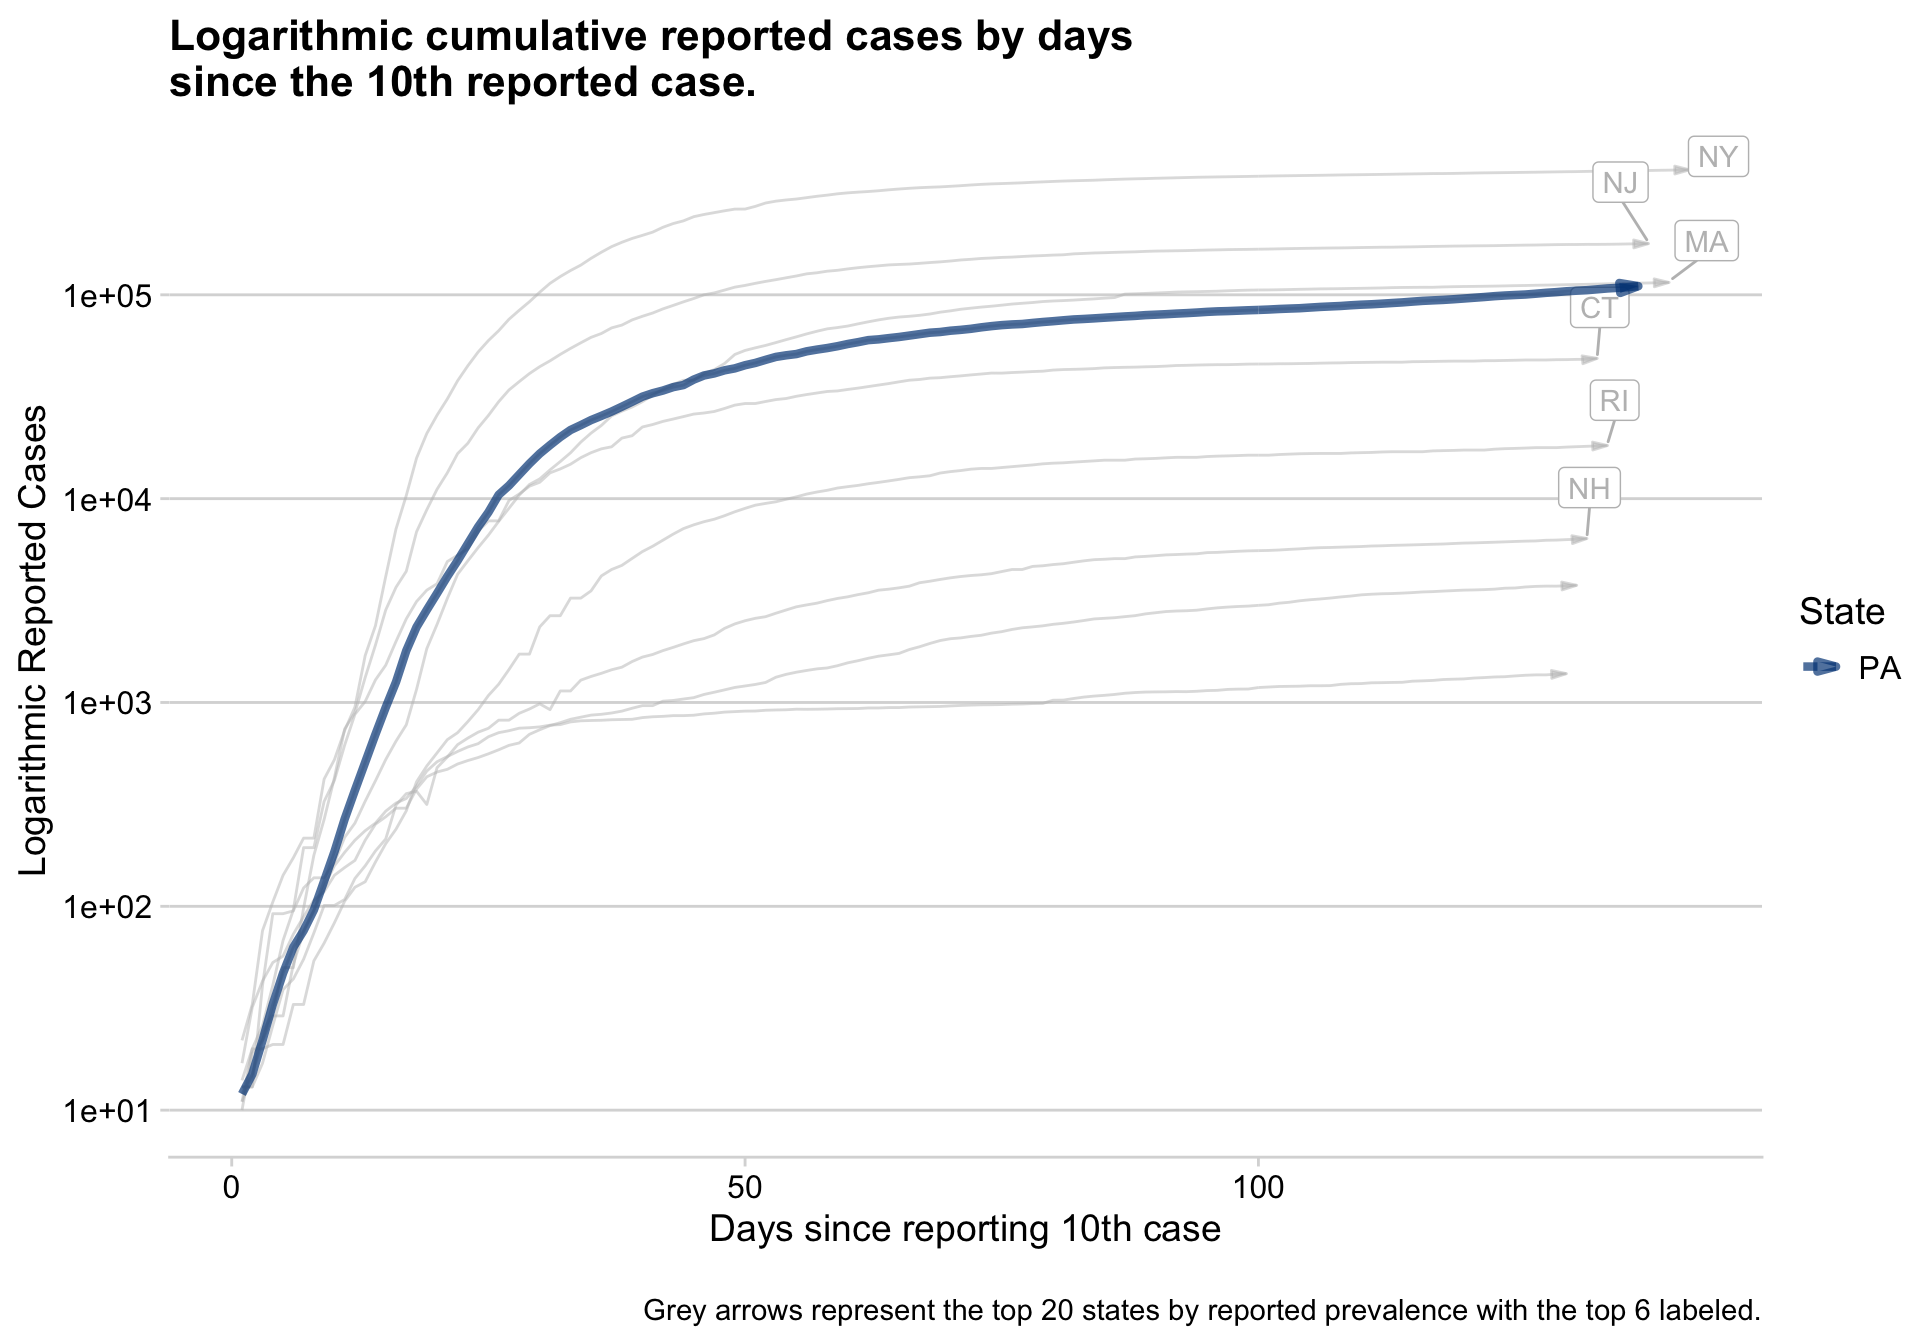 Logarithmic cumulative reported cases by days
since the 10th reported case.
NY
NJ
MA
1e+05
CT
RI
1e+04
NH
Logarithmic Reported Cases
State
PA
1e+03
1e+02
1e+01
0
50
100
Days since reporting 10th case
Grey arrows represent the top 20 states by reported prevalence with the top 6 labeled.